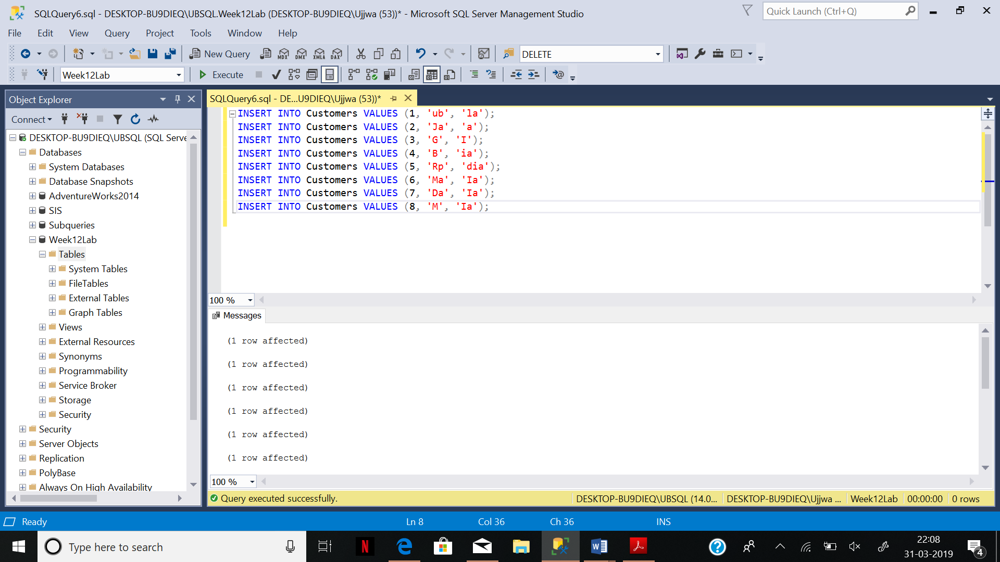 SQLQuery6.sql - DESKTOP-BU9DIEQ\UBSQL.Week12Lab (DESKTOP-BU9DIEQ\Ujjwa (53))* - Microsoft SQL Server Management Studio
Quick Launch (Ctrl+Q)
File Edit View Query Project Tools Window Help
New Query MDX DMX XMLA DAX DELETE
Week12Lab Execute
Object Explorer
Connect
DESKTOP-BU9DIEQ\UBSQL (SQL Serve
Databases
System Databases
Database Snapshots
AdventureWorks2014
SIS
Subqueries
Week12Lab
Tables
System Tables
FileTables
External Tables
Graph Tables
Views
External Resources
Synonyms
Programmability
Service Broker
Storage
Security
Security
Server Objects
Replication
PolyBase
Always On High Availability
SQLQuery6.sql - DE...U9DIEQ\Ujjwa (53))*
INSERT INTO Customers VALUES (1, 'ub', 'la');
INSERT INTO Customers VALUES (2, 'Ja', 'a');
INSERT INTO Customers VALUES (3, 'G', 'I');
INSERT INTO Customers VALUES (4, 'B', 'ia');
INSERT INTO Customers VALUES (5, 'Rp', 'dia');
INSERT INTO Customers VALUES (6, 'Ma', 'Ia');
INSERT INTO Customers VALUES (7, 'Da', 'Ia');
INSERT INTO Customers VALUES (8, 'M', 'Ia');
100 %
Messages
(1 row affected)
(1 row affected)
(1 row affected)
(1 row affected)
(1 row affected)
(1 row affected)
100 %
Query executed successfully. DESKTOP-BU9DIEQ\UBSQL (14.0... DESKTOP-BU9DIEQ\Ujjwa ... Week12Lab 00:00:00 0 rows
Ready Ln 8 Col 36 Ch 36 INS
Type here to search
22:08
31-03-2019
4